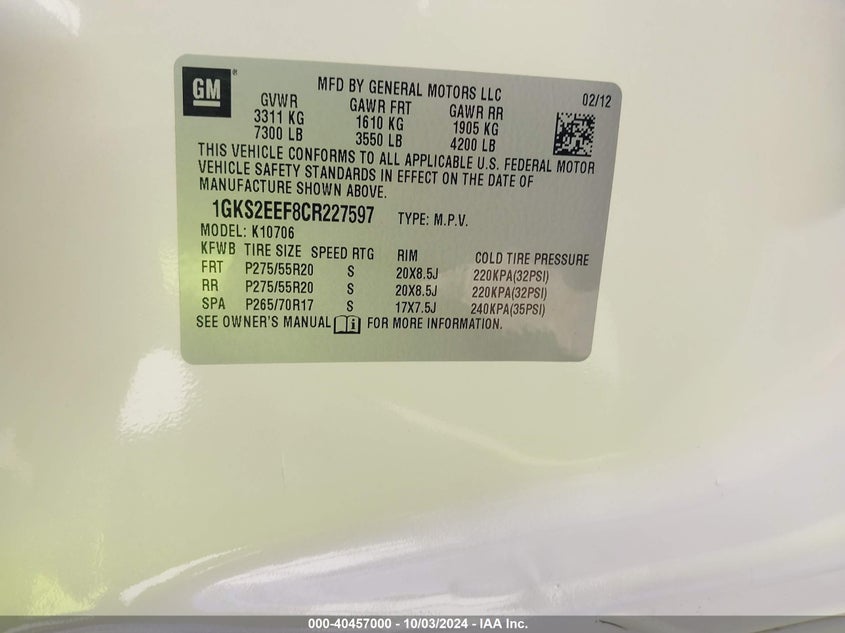 GM
MFD BY GENERAL MOTORS LLC
02/12
GVWR GAWR FRT GAWR RR
3311 KG 1610 KG 1905 KG
7300 LB 3550 LB 4200 LB
THIS VEHICLE CONFORMS TO ALL APPLICABLE U.S. FEDERAL MOTOR
VEHICLE SAFETY STANDARDS IN EFFECT ON THE DATE OF
MANUFACTURE SHOWN ABOVE.
1GKS2EEF8CR227597 TYPE: M.P.V.
MODEL: K10706
KFWB TIRE SIZE SPEED RTG RIM COLD TIRE PRESSURE
FRT P275/55R20 S 20X8.5J 220KPA(32PSI)
RR P275/55R20 S 20X8.5J 220KPA(32PSI)
SPA P265/70R17 S 17X7.5J 240KPA(35PSI)
SEE OWNER'S MANUAL FOR MORE INFORMATION.
000-40457000 - 10/03/2024 - IAA Inc.